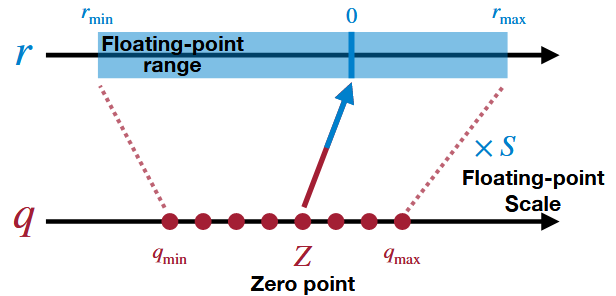 r_min 0 r_max
r Floating-point
range
× S
Floating-point
Scale
q
q_min Z q_max
Zero point